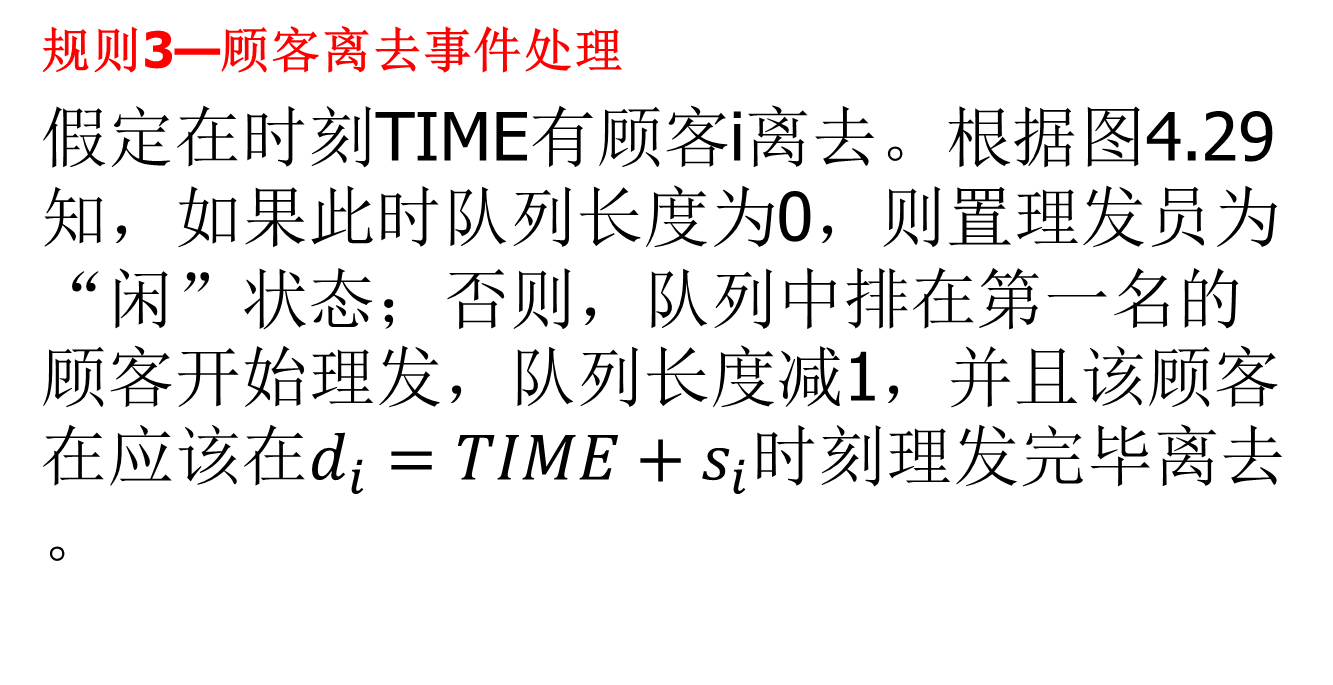 规则3—顾客离去事件处理
假定在时刻TIME有顾客i离去。根据图4.29
知，如果此时队列长度为0，则置理发员为
“闲”状态；否则，队列中排在第一名的
顾客开始理发，队列长度减1，并且该顾客
在应该在d_i = TIME + s_i时刻理发完毕离去
。